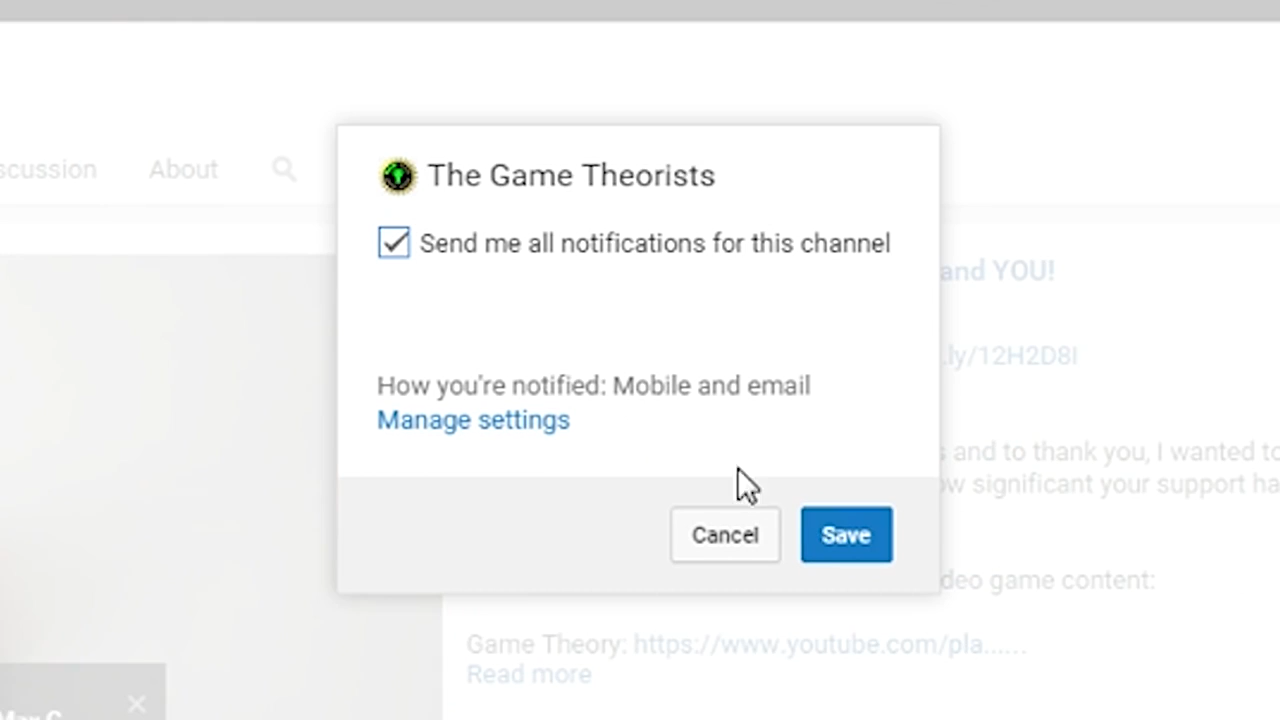 scussion About
The Game Theorists
Send me all notifications for this channel
and YOU!
.ly/12H2D8I
How you're notified: Mobile and email
Manage settings
and to thank you, I wanted to
ow significant your support ha
Cancel Save
deo game content:
Game Theory: https://www.youtube.com/pla......
Read more